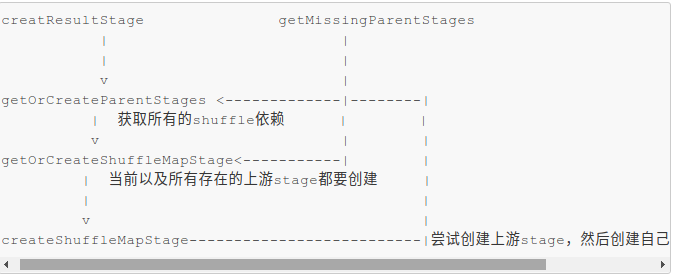 creatResultStage                getMissingParentStages
            |                            |
            |                            |
            v                            |
getOrCreateParentStages <-------------|--------|
           |  获取所有的shuffle依赖       |         |
           v                             |         |
getOrCreateShuffleMapStage<-----------|         |
          |  当前以及所有存在的上游stage都要创建     |
          |                                        |
          v                                        |
createShuffleMapStage--------------------------|尝试创建上游stage，然后创建自己